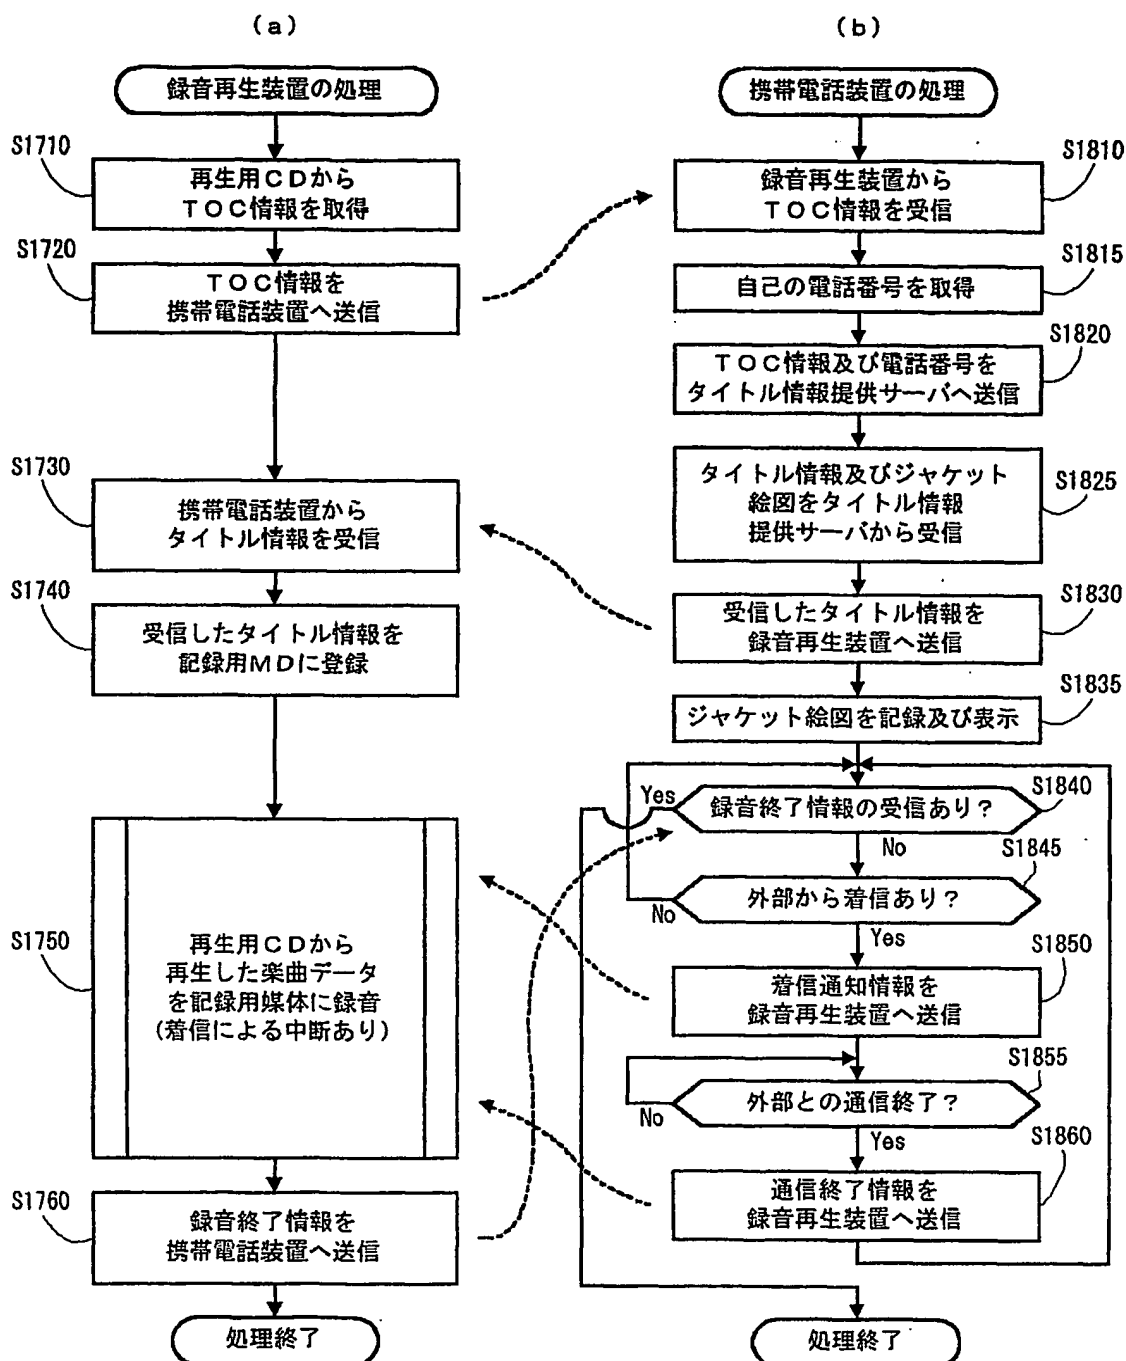 (a)
録音再生装置の処理
S1710
再生用CDから
TOC情報を取得
S1720
TOC情報を
携帯電話装置へ送信
S1730
携帯電話装置から
タイトル情報を受信
S1740
受信したタイトル情報を
記録用MDに登録
S1750
再生用CDから
再生した楽曲データ
を記録用媒体に録音
(着信による中断あり)
S1760
録音終了情報を
携帯電話装置へ送信
処理終了
(b)
携帯電話装置の処理
S1810
録音再生装置から
TOC情報を受信
S1815
自己の電話番号を取得
S1820
TOC情報及び電話番号を
タイトル情報提供サーバへ送信
S1825
タイトル情報及びジャケット
絵図をタイトル情報
提供サーバから受信
S1830
受信したタイトル情報を
録音再生装置へ送信
S1835
ジャケット絵図を記録及び表示
S1840
Yes
録音終了情報の受信あり?
No
S1845
外部から着信あり?
No
Yes
S1850
着信通知情報を
録音再生装置へ送信
S1855
外部との通信終了?
No
Yes
S1860
通信終了情報を
録音再生装置へ送信
処理終了